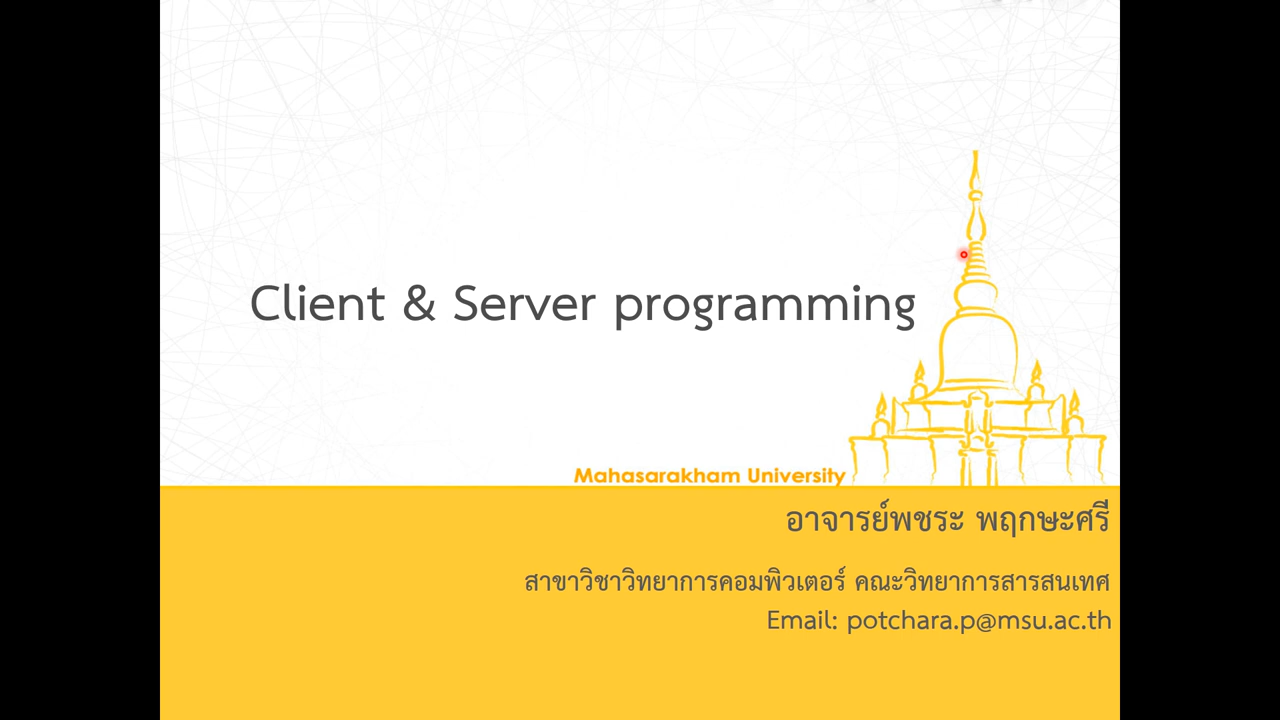 Client & Server programming
Mahasarakham University
อาจารย์พชระ พฤกษะศรี
สาขาวิชาวิทยาการคอมพิวเตอร์ คณะวิทยาการสารสนเทศ
Email: potchara.p@msu.ac.th